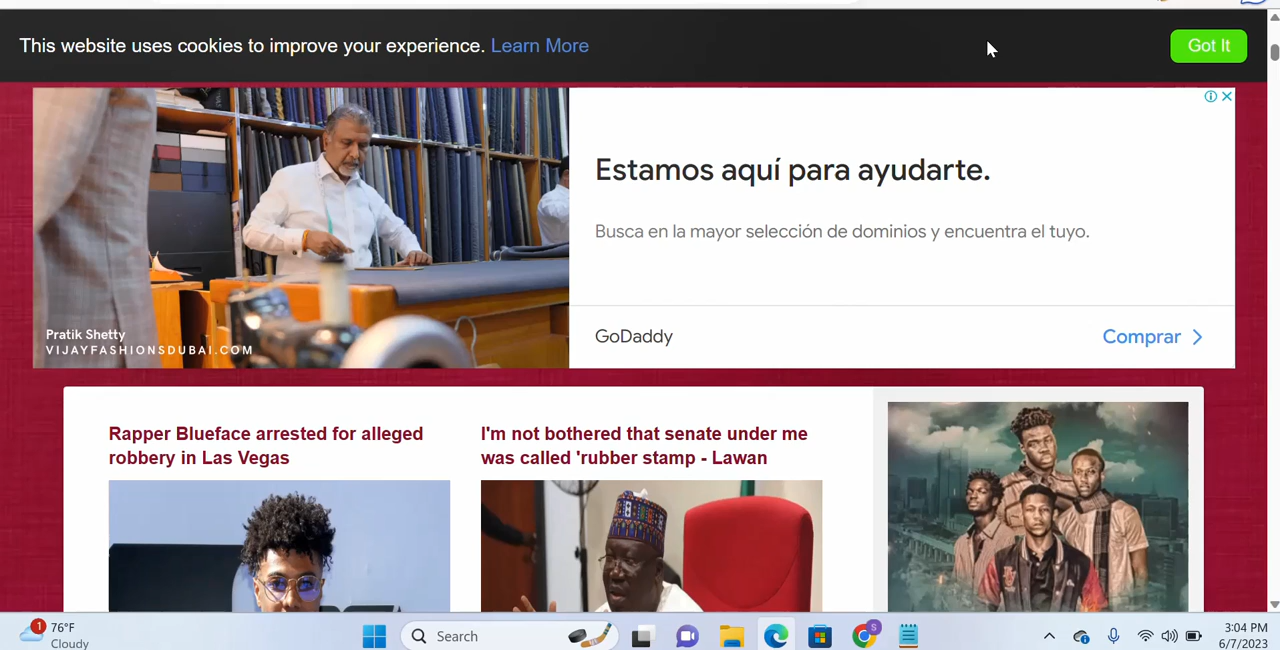 This website uses cookies to improve your experience. Learn More
Got It
Estamos aquí para ayudarte.
Busca en la mayor selección de dominios y encuentra el tuyo.
Pratik Shetty
VIJAYFASHIONSDUBAI.COM
GoDaddy
Comprar
Rapper Blueface arrested for alleged
robbery in Las Vegas
I'm not bothered that senate under me
was called 'rubber stamp - Lawan
1
76°F
Cloudy
Search
S
3:04 PM
6/7/2023